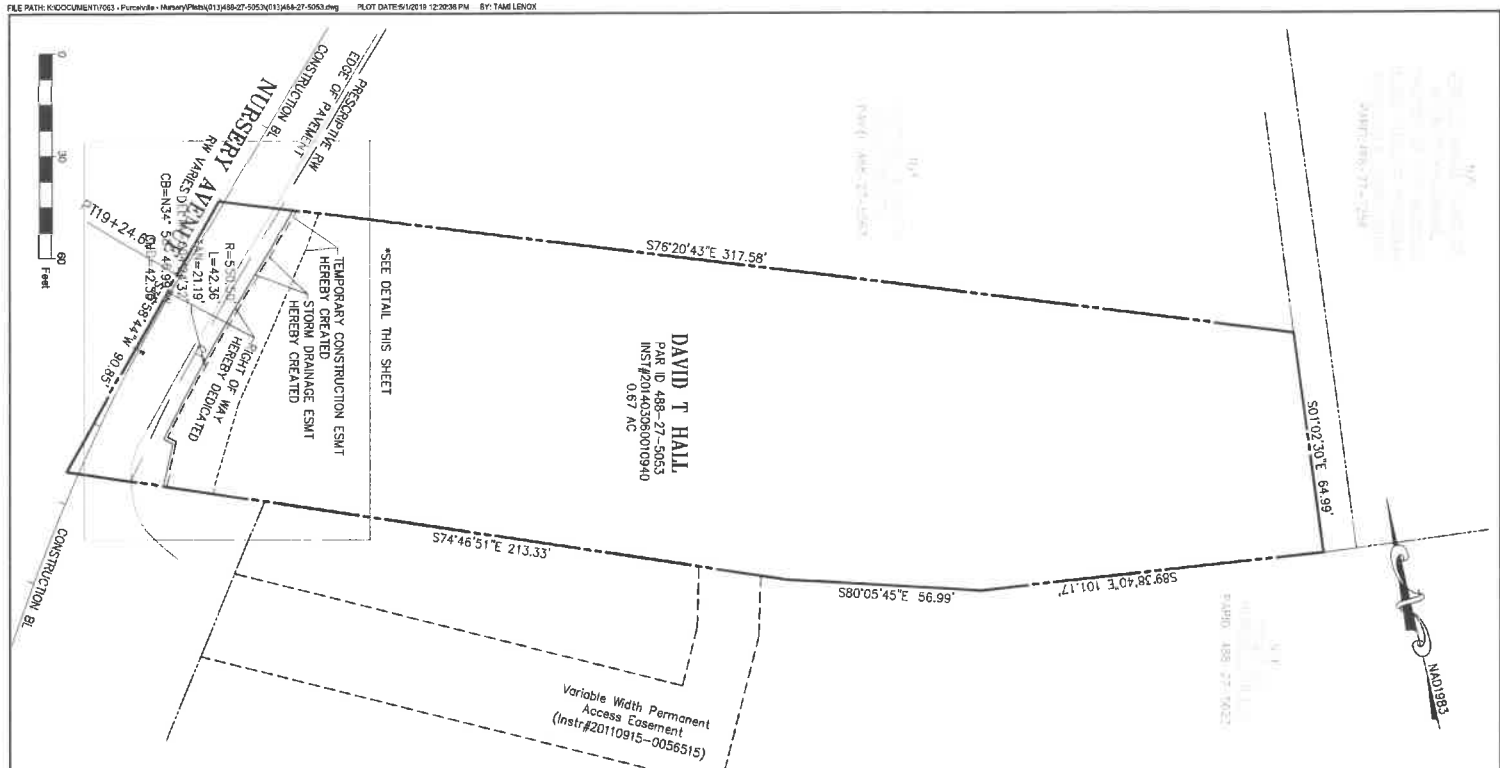 FILE PATH: K:\DOCUMENT\7063 - Purcellville - Nursery\Plats\(013)488-27-5053\(013)488-27-5053.dwg PLOT DATE:5/1/2019 12:20:36 PM BY: TAMI LENOX
0
30
60
Feet
CONSTRUCTION BL
EDGE OF PAVEMENT
PRESCRIPTIVE RW
NURSERY AVENUE
RW VARIES
PT19+24.6
L=42.36'
21.19'
58'44"W 90.85'
RIGHT OF WAY
HEREBY DEDICATED
TEMPORARY CONSTRUCTION ESMT
HEREBY CREATED
STORM DRAINAGE ESMT
HEREBY CREATED
*SEE DETAIL THIS SHEET
S76°20'43"E 317.58'
DAVID T HALL
PAR ID 488-27-5053
INST#201403060010940
0.67 AC
S01°02'30"E 64.99'
S74°46'51"E 213.33'
S80°05'45"E 56.99'
S89°38'40"E 101.17'
CONSTRUCTION BL
Variable Width Permanent
Access Easement
(Instr#20110915-0056515)
NAD1983